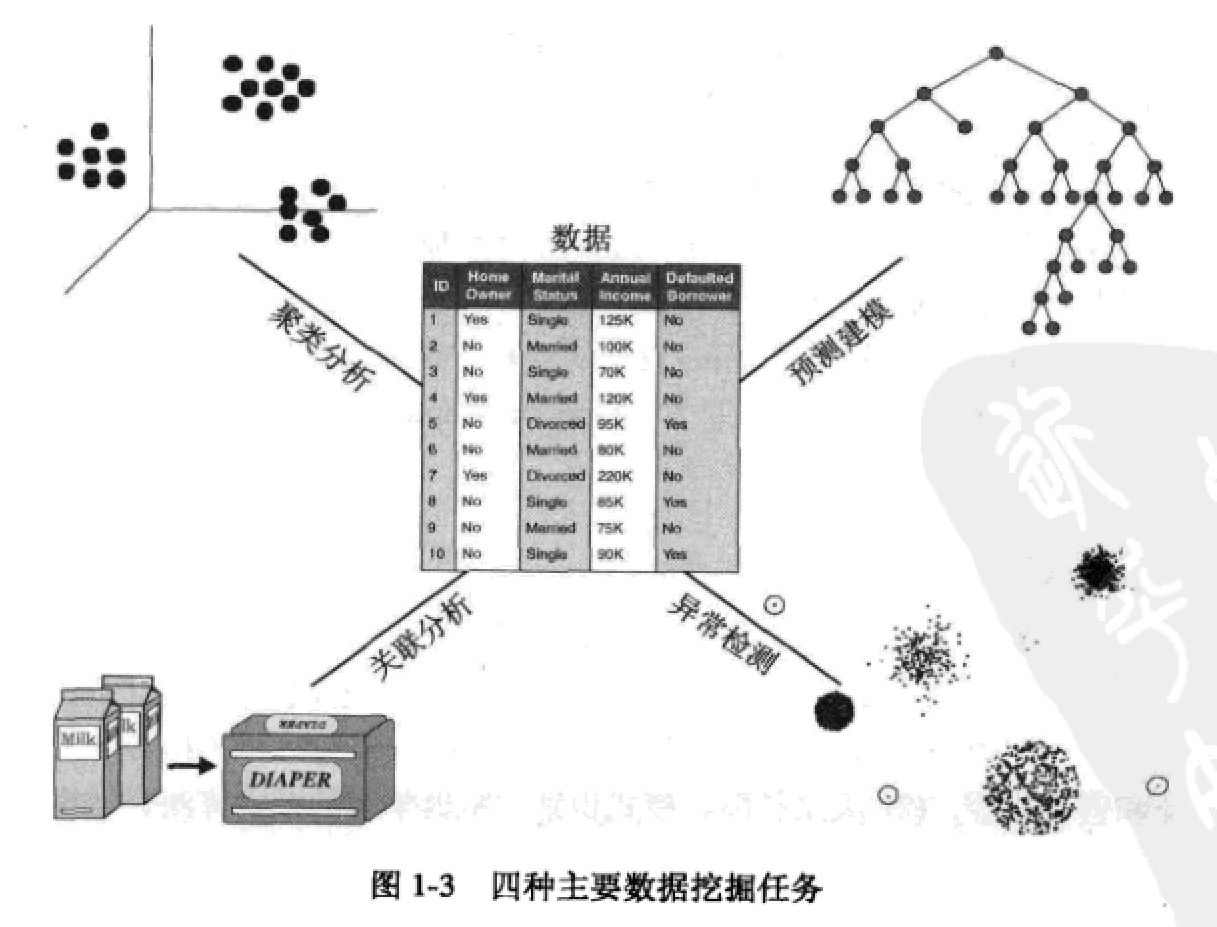 数据
ID Home Owner Marital Status Annual Income Defaulted Borrower
1 Yes Single 125K No
2 No Married 100K No
3 No Single 70K No
4 Yes Married 120K No
5 No Divorced 95K Yes
6 No Married 80K No
7 Yes Divorced 220K No
8 No Single 85K Yes
9 No Married 75K No
10 No Single 90K Yes
聚类分析
预测建模
关联分析
异常检测
Milk
DIAPER
DIAPER
图 1-3 四种主要数据挖掘任务